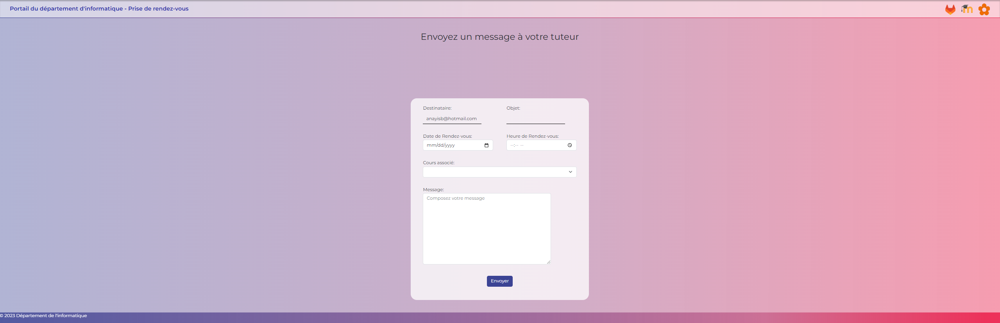 Portail du département d'informatique - Prise de rendez-vous
m
Envoyez un message à votre tuteur
Destinataire: Objet:
anayisb@hotmail.com
Date de Rendez-vous: Heure de Rendez-vous:
mm/dd/yyyy --:-- --
Cours associé:
Message:
Composez votre message
Envoyer
© 2023 Département de l'informatique